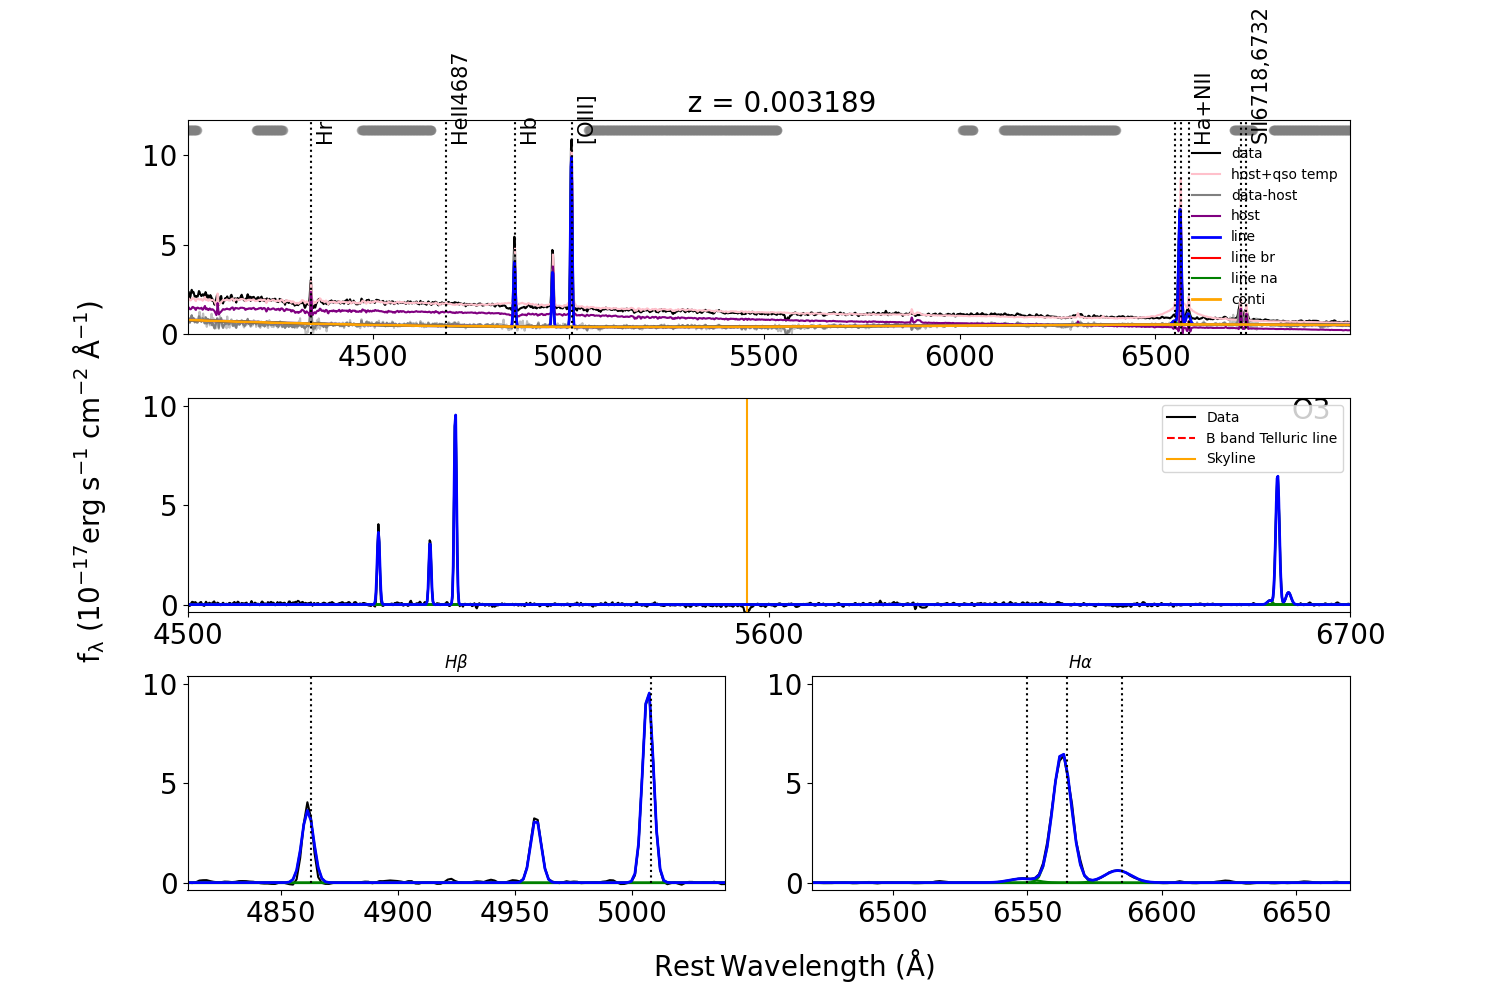 z = 0.003189
Hr
HeII4687
Hb
[OIII]
Ha+NII
SII6718,6732
10
5
0
data
host+qso temp
data-host
host
line
line br
line na
conti
4500 5000 5500 6000 6500
fλ (10⁻¹⁷erg s⁻¹ cm⁻² Å⁻¹)
10
5
0
O3
Data
B band Telluric line
Skyline
4500 5600 6700
Hβ
10
5
0
4850 4900 4950 5000
Hα
10
5
0
6500 6550 6600 6650
Rest Wavelength (Å)